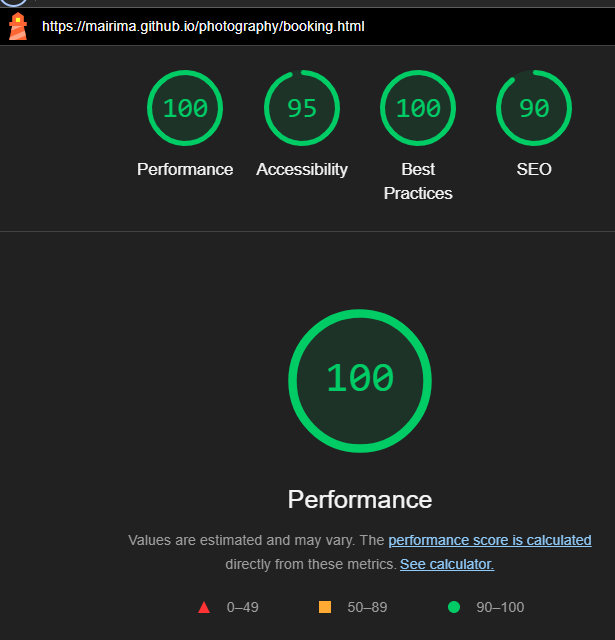 https://mairima.github.io/photography/booking.html
100
95
100
90
Performance
Accessibility
Best
Practices
SEO
100
Performance
Values are estimated and may vary. The performance score is calculated
directly from these metrics. See calculator.
0–49
50–89
90–100